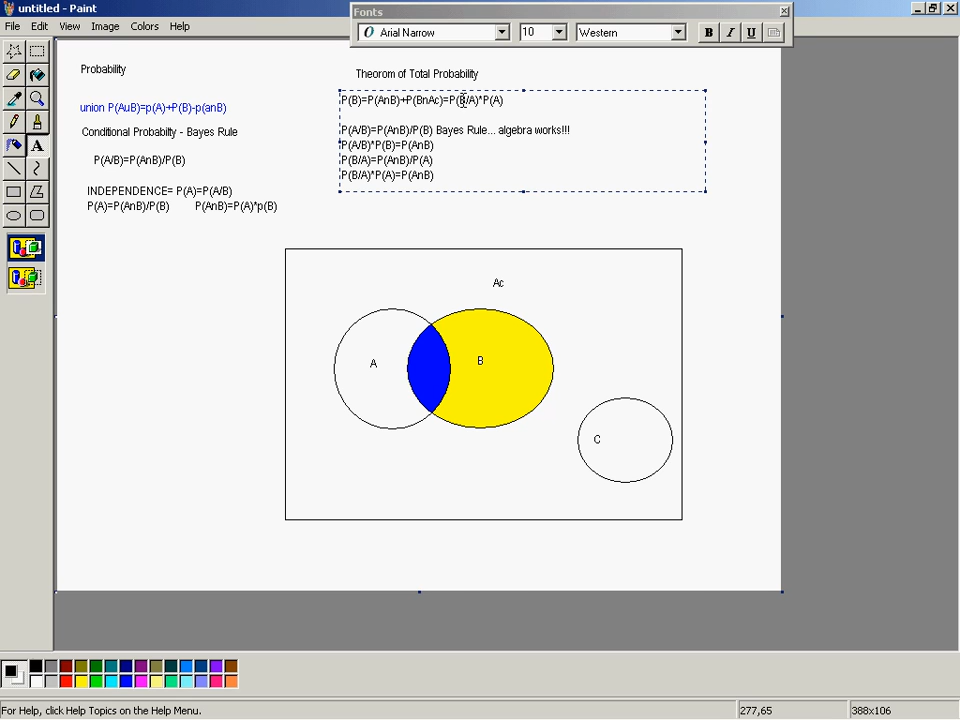 untitled - Paint
File Edit View Image Colors Help
Fonts
Arial Narrow 10 Western B I U
Probability
union P(AuB)=p(A)+P(B)-p(anB)
Conditional Probabilty - Bayes Rule
P(A/B)=P(AnB)/P(B)
INDEPENDENCE= P(A)=P(A/B)
P(A)=P(AnB)/P(B) P(AnB)=P(A)*p(B)
Theorom of Total Probability
P(B)=P(AnB)+P(BnAc)=P(B/A)*P(A)
P(A/B)=P(AnB)/P(B) Bayes Rule... algebra works!!!
P(A/B)*P(B)=P(AnB)
P(B/A)=P(AnB)/P(A)
P(B/A)*P(A)=P(AnB)
Ac
A
B
C
For Help, click Help Topics on the Help Menu.
277,65
388x106